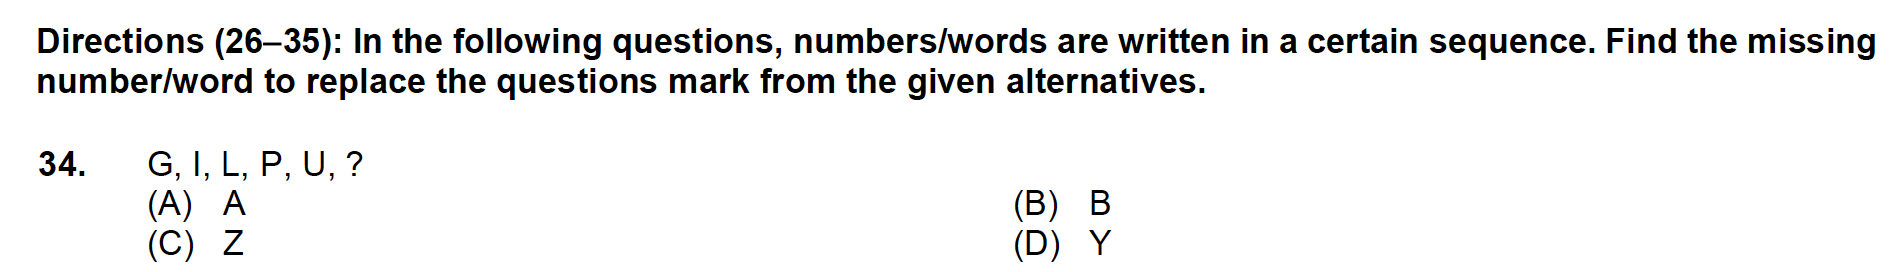 Directions (26–35): In the following questions, numbers/words are written in a certain sequence. Find the missing
number/word to replace the questions mark from the given alternatives.
34. G, I, L, P, U, ?
(A) A (B) B
(C) Z (D) Y